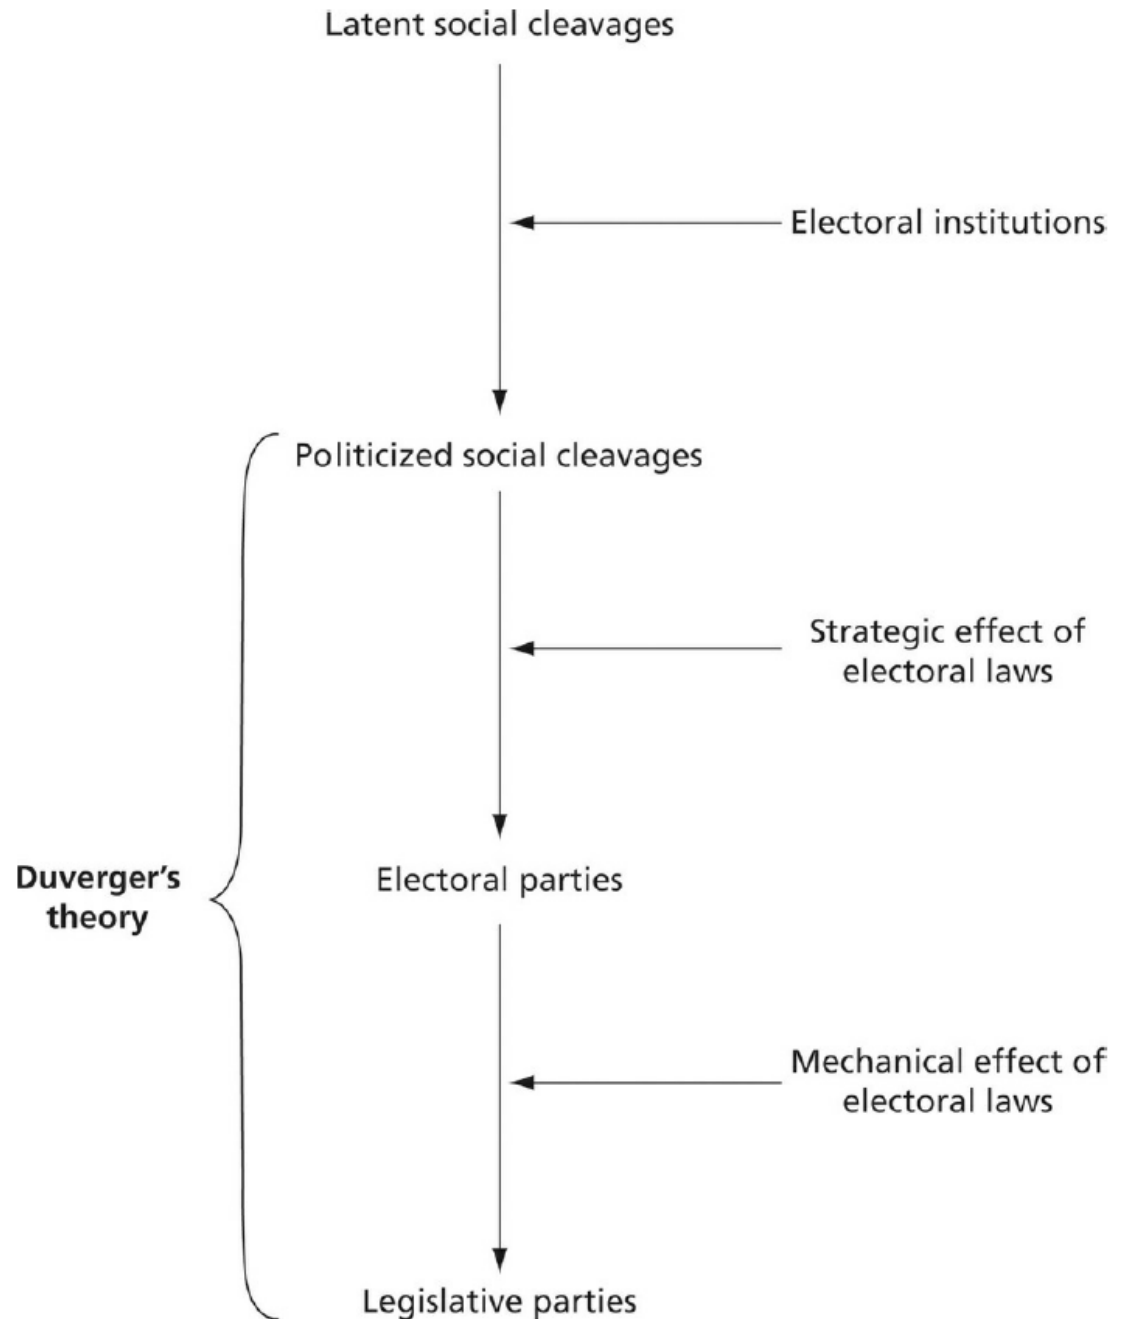 Latent social cleavages
Electoral institutions
Politicized social cleavages
Strategic effect of
electoral laws
Duverger's
theory
Electoral parties
Mechanical effect of
electoral laws
Legislative parties